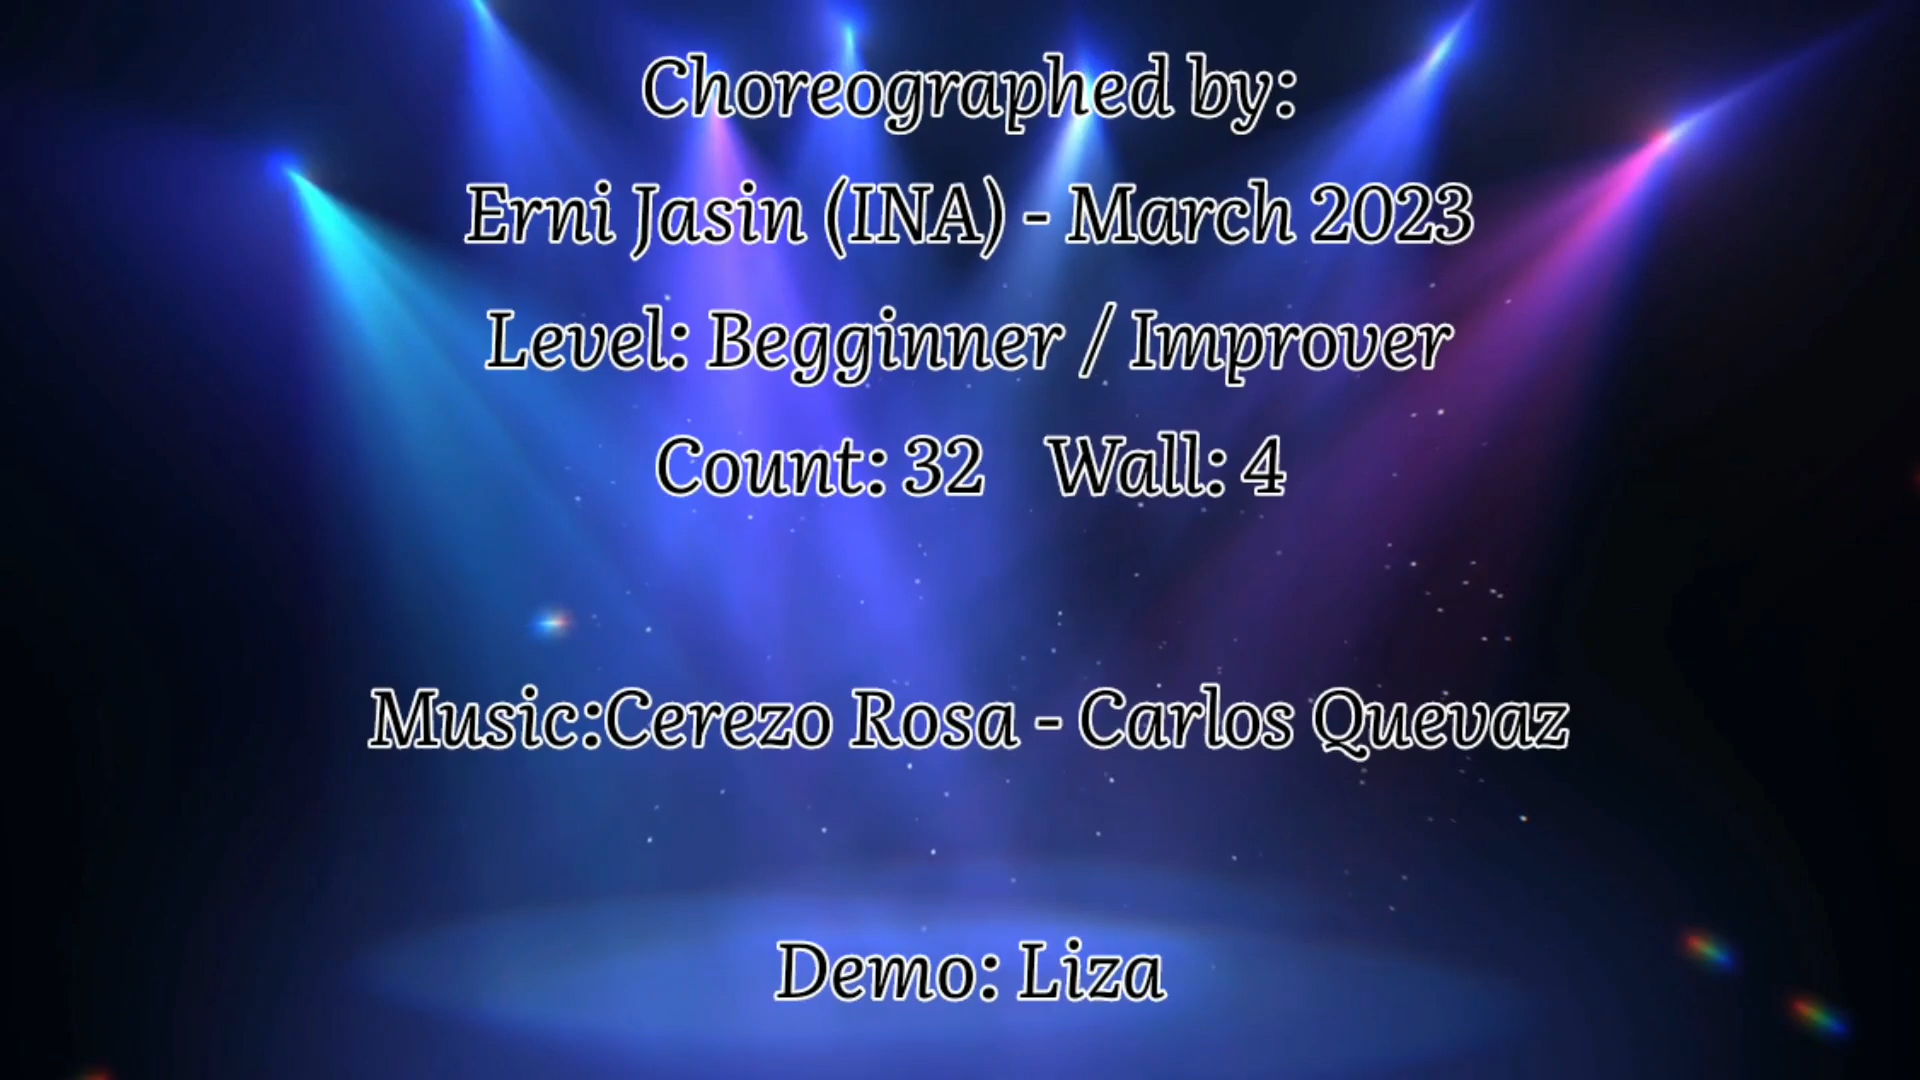 Choreographed by:
Erni Jasin (INA) - March 2023
Level: Begginner / Improver
Count: 32 Wall: 4
Music:Cerezo Rosa - Carlos Quevaz
Demo: Liza